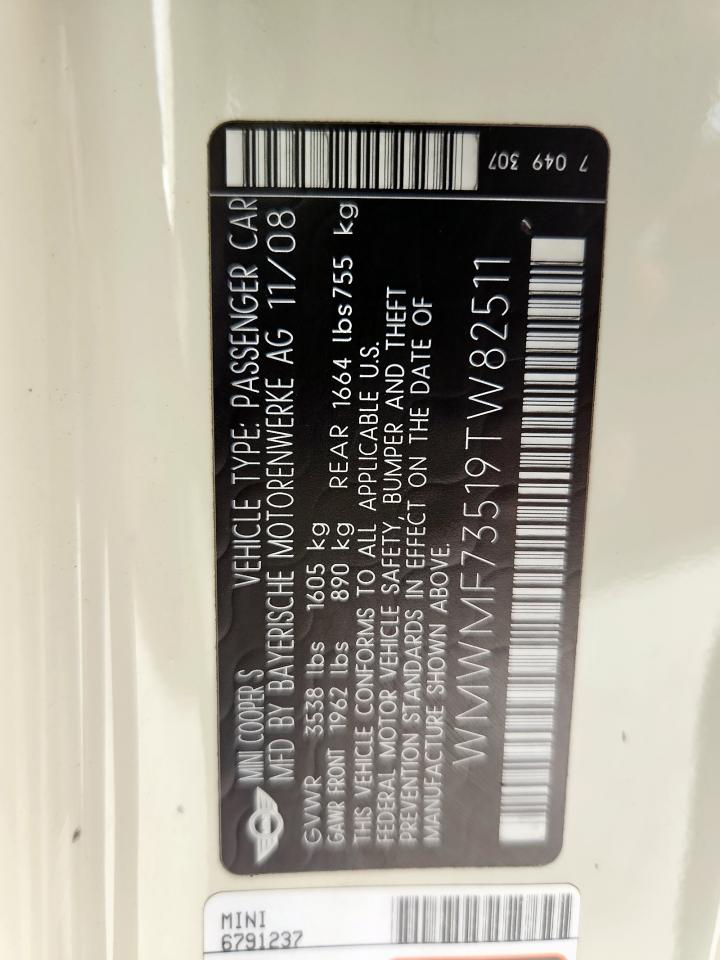 7 049 307
MINI COOPER S VEHICLE TYPE: PASSENGER CAR
MFD BY BAYERISCHE MOTORENWERKE AG 11/08
GVWR 3538 lbs 1605 kg
GAWR FRONT 1962 lbs 890 kg REAR 1664 lbs 755 kg
THIS VEHICLE CONFORMS TO ALL APPLICABLE U.S.
FEDERAL MOTOR VEHICLE SAFETY, BUMPER AND THEFT
PREVENTION STANDARDS IN EFFECT ON THE DATE OF
MANUFACTURE SHOWN ABOVE.
WMWMF73519TW82511
MINI
6791237